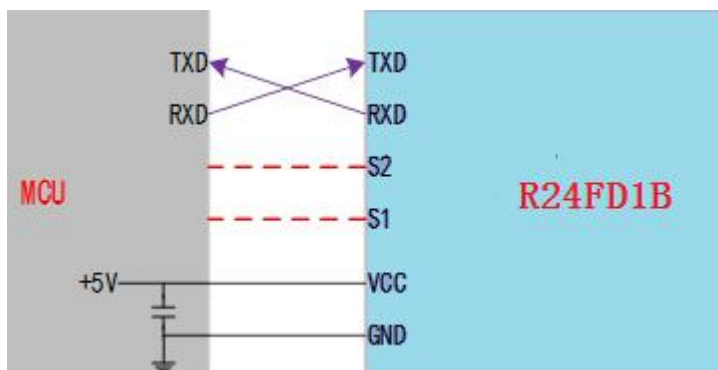 TXD
TXD
RXD
RXD
S2
MCU
R24FD1B
S1
+5V
VCC
GND